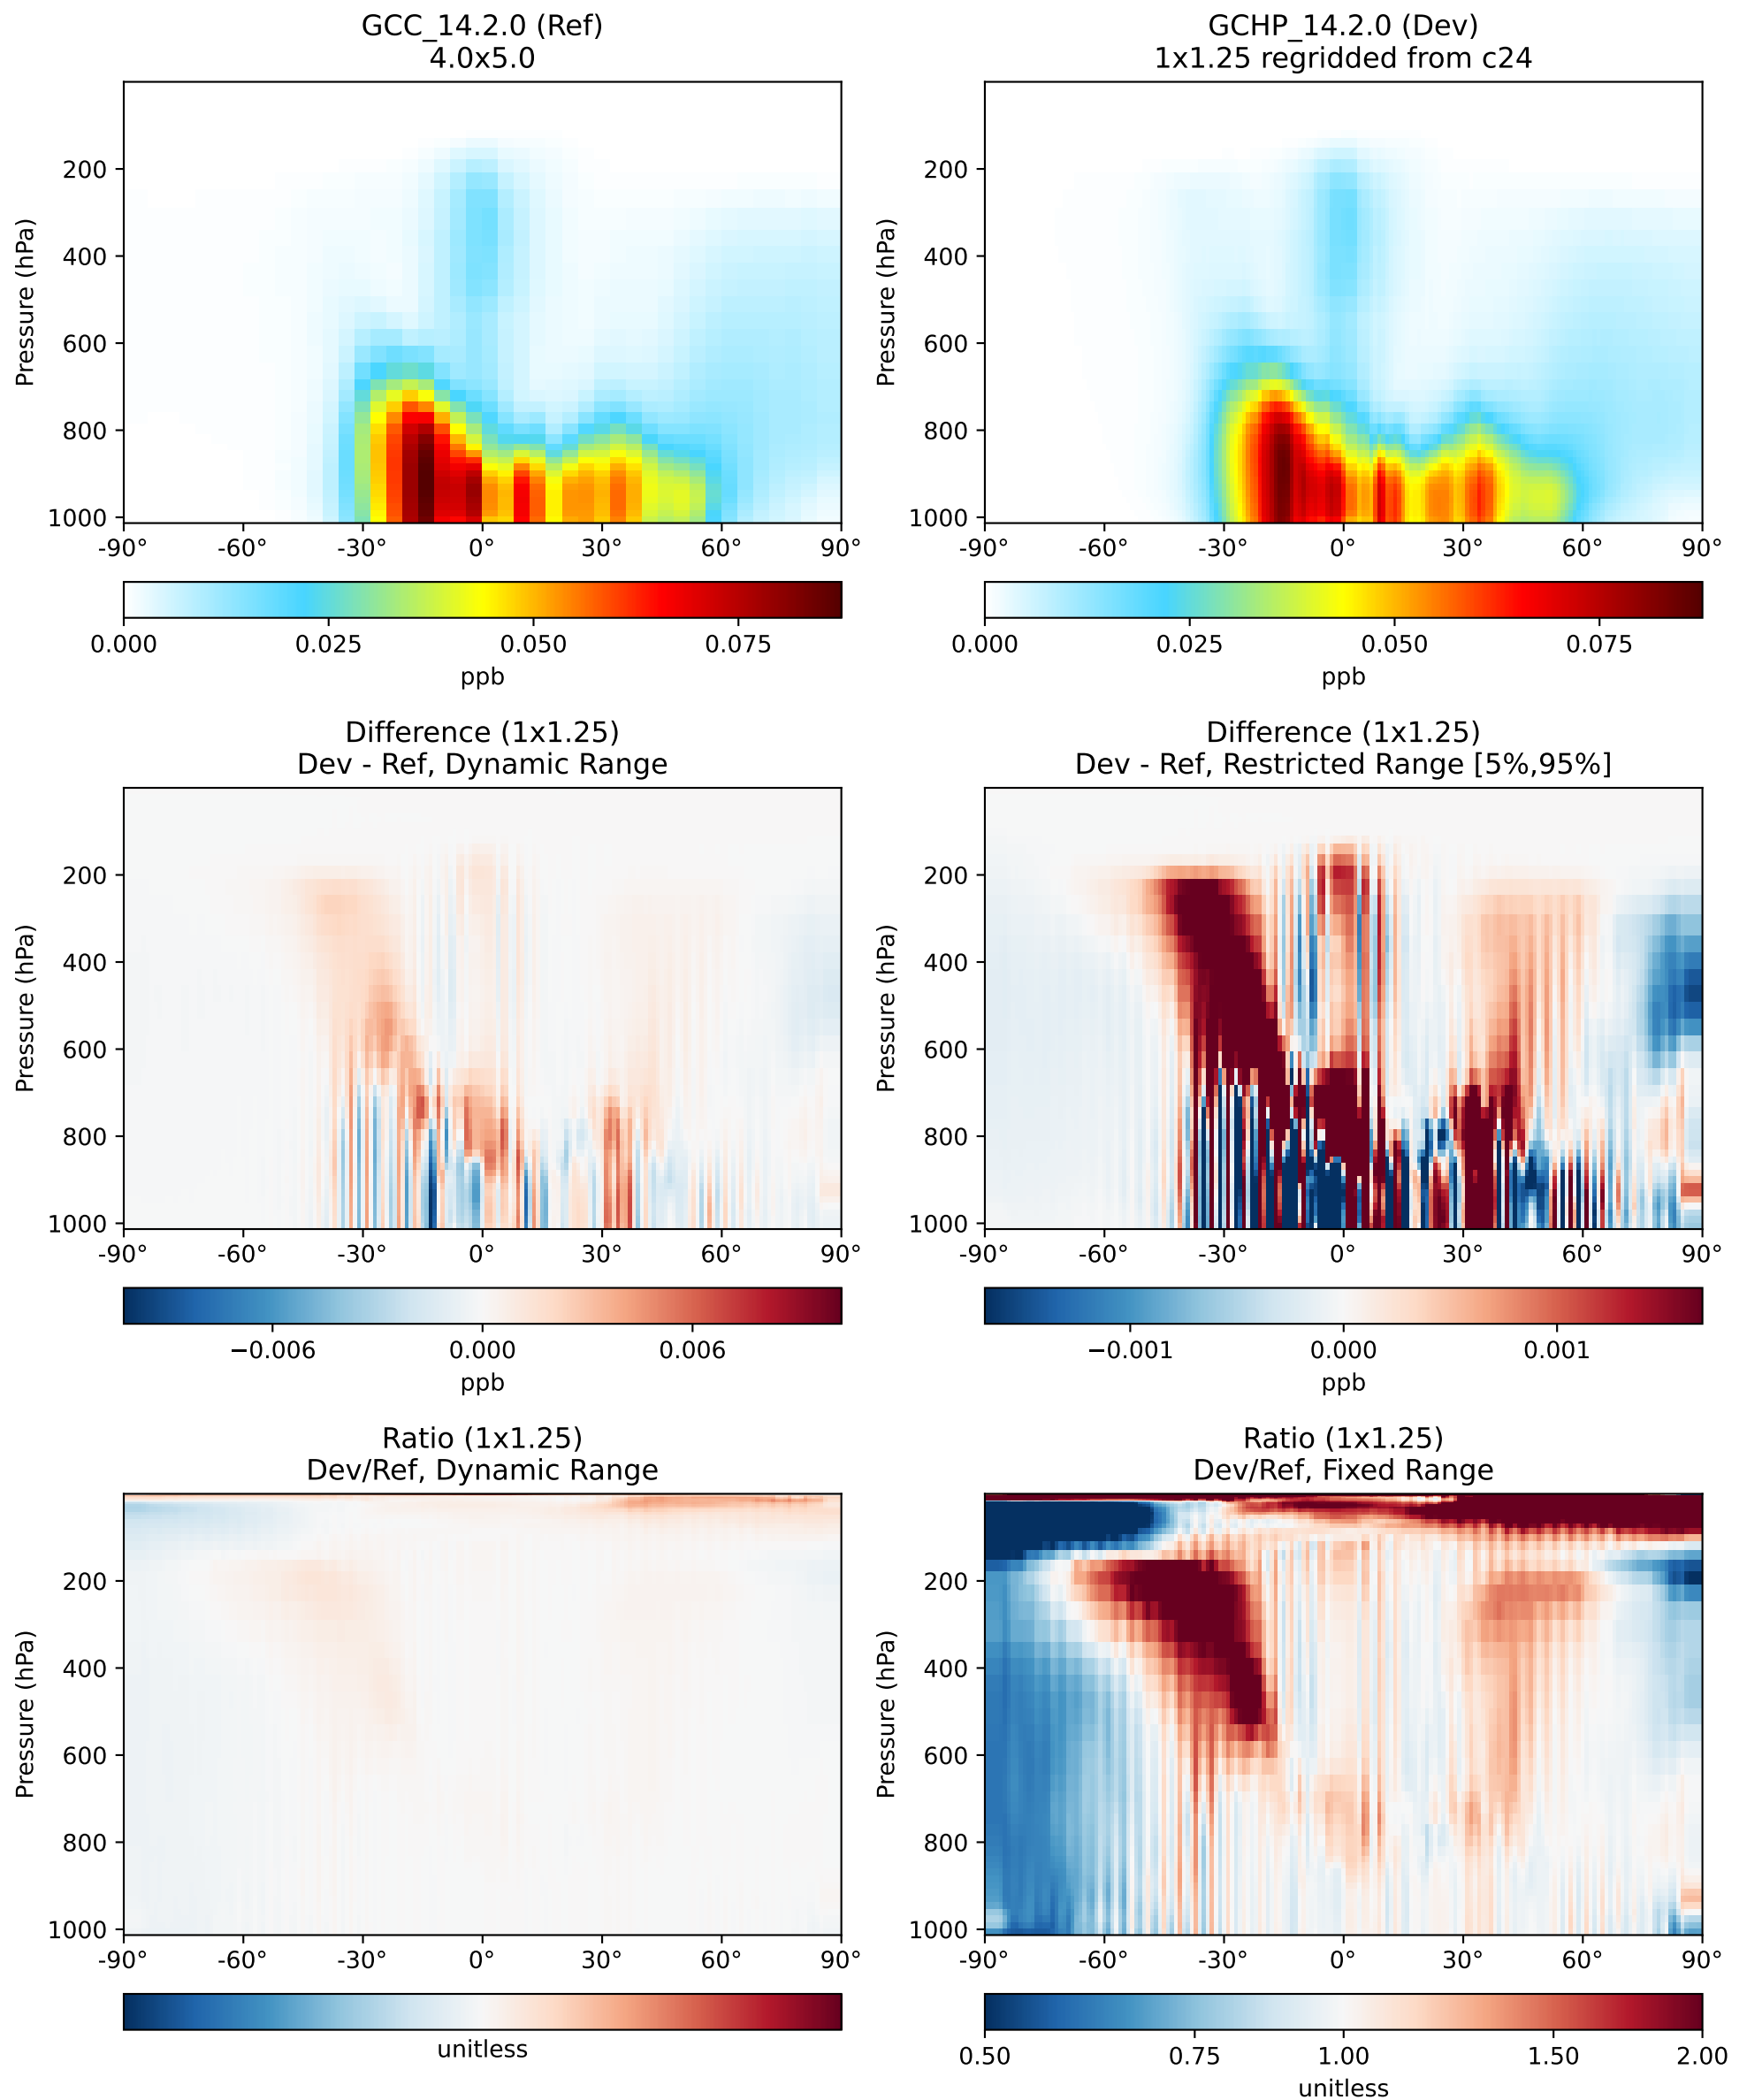 GCC_14.2.0 (Ref)
4.0x5.0
Pressure (hPa)
200
400
600
800
1000
-90° -60° -30° 0° 30° 60° 90°
0.000 0.025 0.050 0.075
ppb
GCHP_14.2.0 (Dev)
1x1.25 regridded from c24
Pressure (hPa)
200
400
600
800
1000
-90° -60° -30° 0° 30° 60° 90°
0.000 0.025 0.050 0.075
ppb
Difference (1x1.25)
Dev - Ref, Dynamic Range
Pressure (hPa)
200
400
600
800
1000
-90° -60° -30° 0° 30° 60° 90°
−0.006 0.000 0.006
ppb
Difference (1x1.25)
Dev - Ref, Restricted Range [5%,95%]
Pressure (hPa)
200
400
600
800
1000
-90° -60° -30° 0° 30° 60° 90°
−0.001 0.000 0.001
ppb
Ratio (1x1.25)
Dev/Ref, Dynamic Range
Pressure (hPa)
200
400
600
800
1000
-90° -60° -30° 0° 30° 60° 90°
unitless
Ratio (1x1.25)
Dev/Ref, Fixed Range
Pressure (hPa)
200
400
600
800
1000
-90° -60° -30° 0° 30° 60° 90°
0.50 0.75 1.00 1.50 2.00
unitless